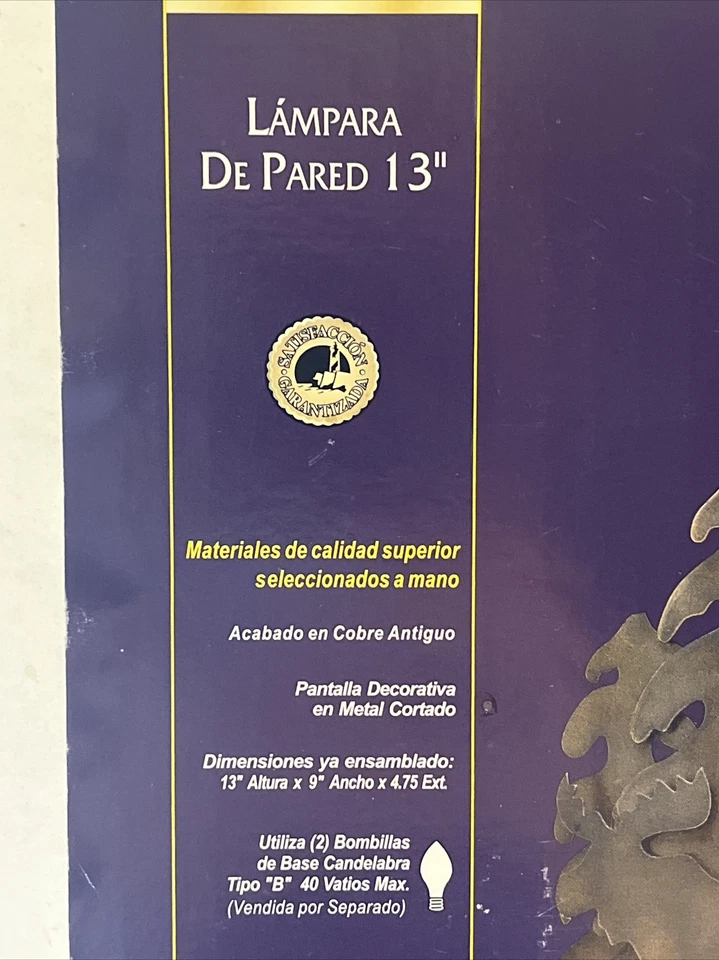 LÁMPARA
DE PARED 13"
SATISFACCIÓN
GARANTIZADA
Materiales de calidad superior
seleccionados a mano
Acabado en Cobre Antiguo
Pantalla Decorativa
en Metal Cortado
Dimensiones ya ensamblado:
13" Altura x 9" Ancho x 4.75 Ext.
Utiliza (2) Bombillas
de Base Candelabra
Tipo "B" 40 Vatios Max.
(Vendida por Separado)